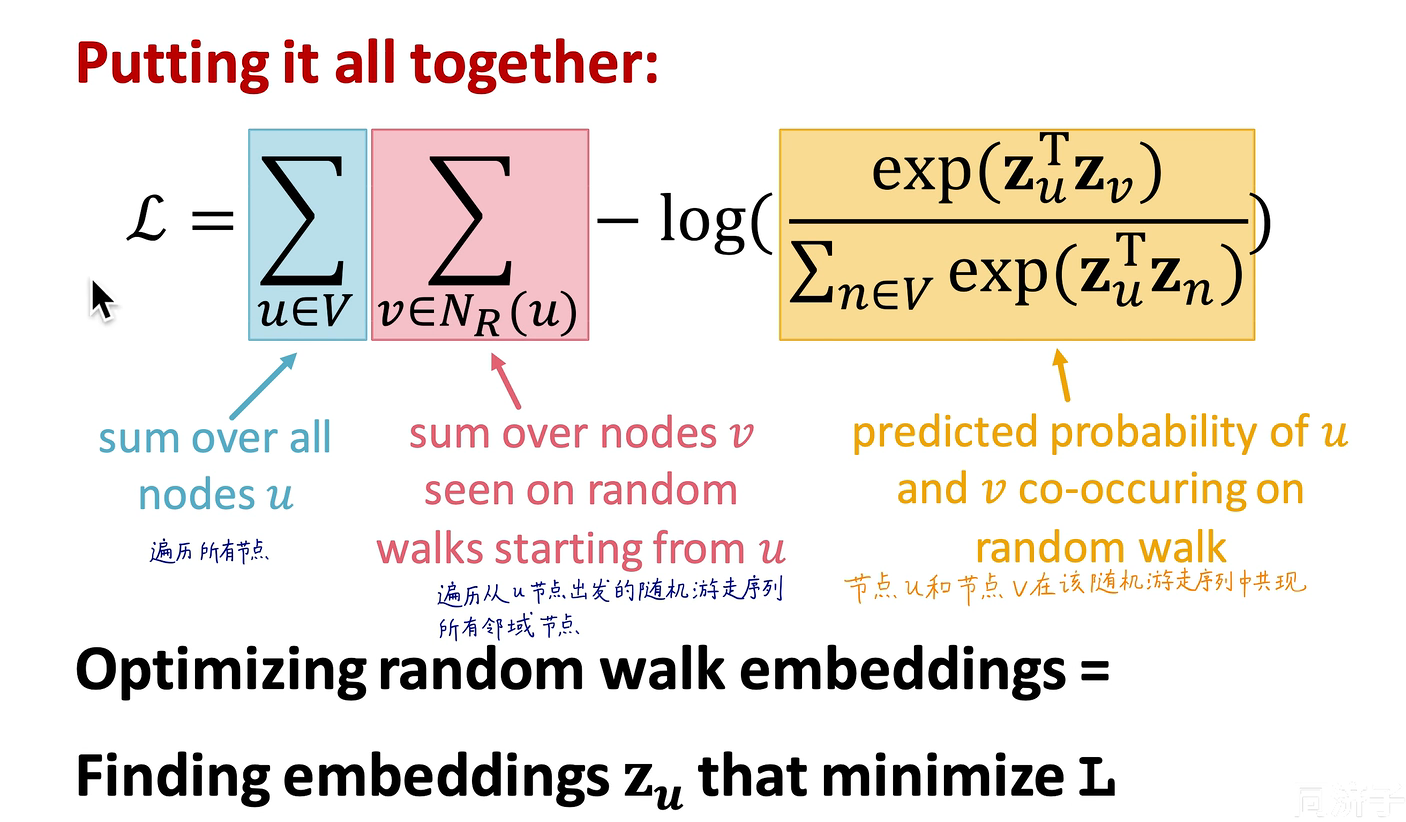 Putting it all together:
ℒ = ∑_{u∈V} ∑_{v∈N_R(u)} − log( exp(𝐳_u^T 𝐳_v) / ∑_{n∈V} exp(𝐳_u^T 𝐳_n) )
sum over all
nodes u
遍历所有节点
sum over nodes v
seen on random
walks starting from u
遍历从u节点出发的随机游走序列
所有邻域节点
predicted probability of u
and v co-occuring on
random walk
节点u和节点v在该随机游走序列中共现
Optimizing random walk embeddings =
Finding embeddings z_u that minimize L
同济子